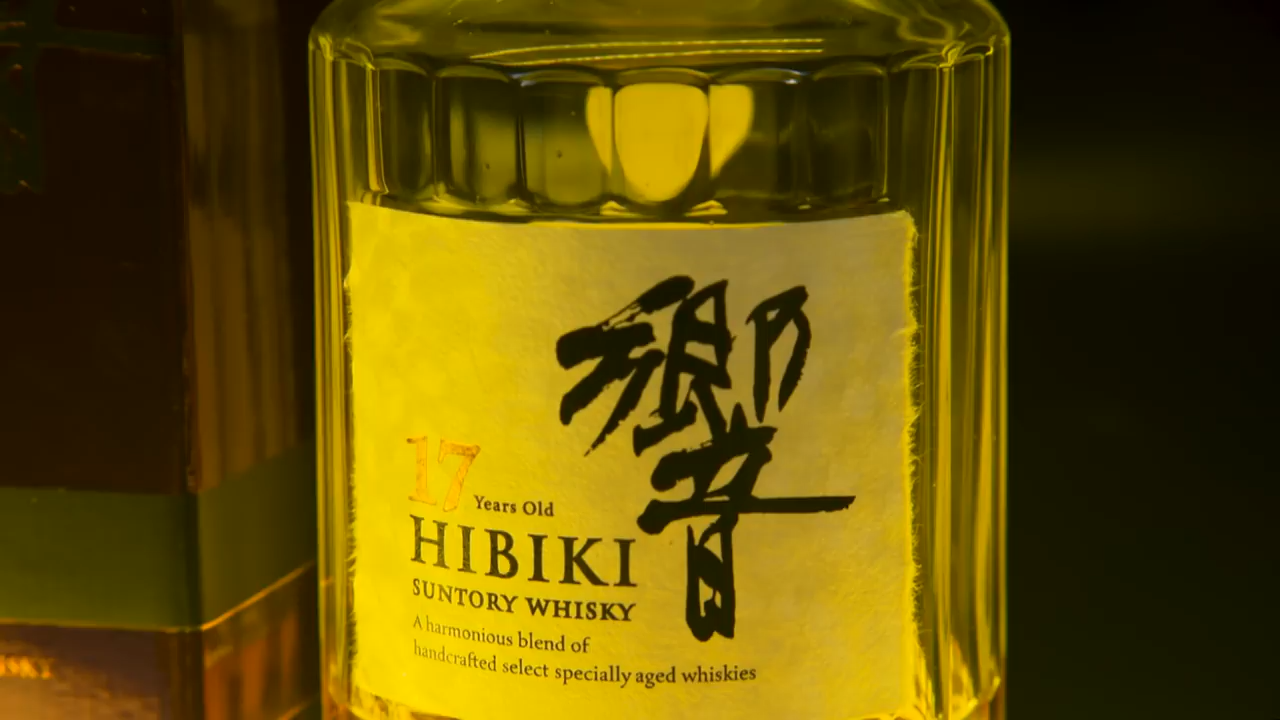 響
17 Years Old
HIBIKI
SUNTORY WHISKY
A harmonious blend of
handcrafted select specially aged whiskies